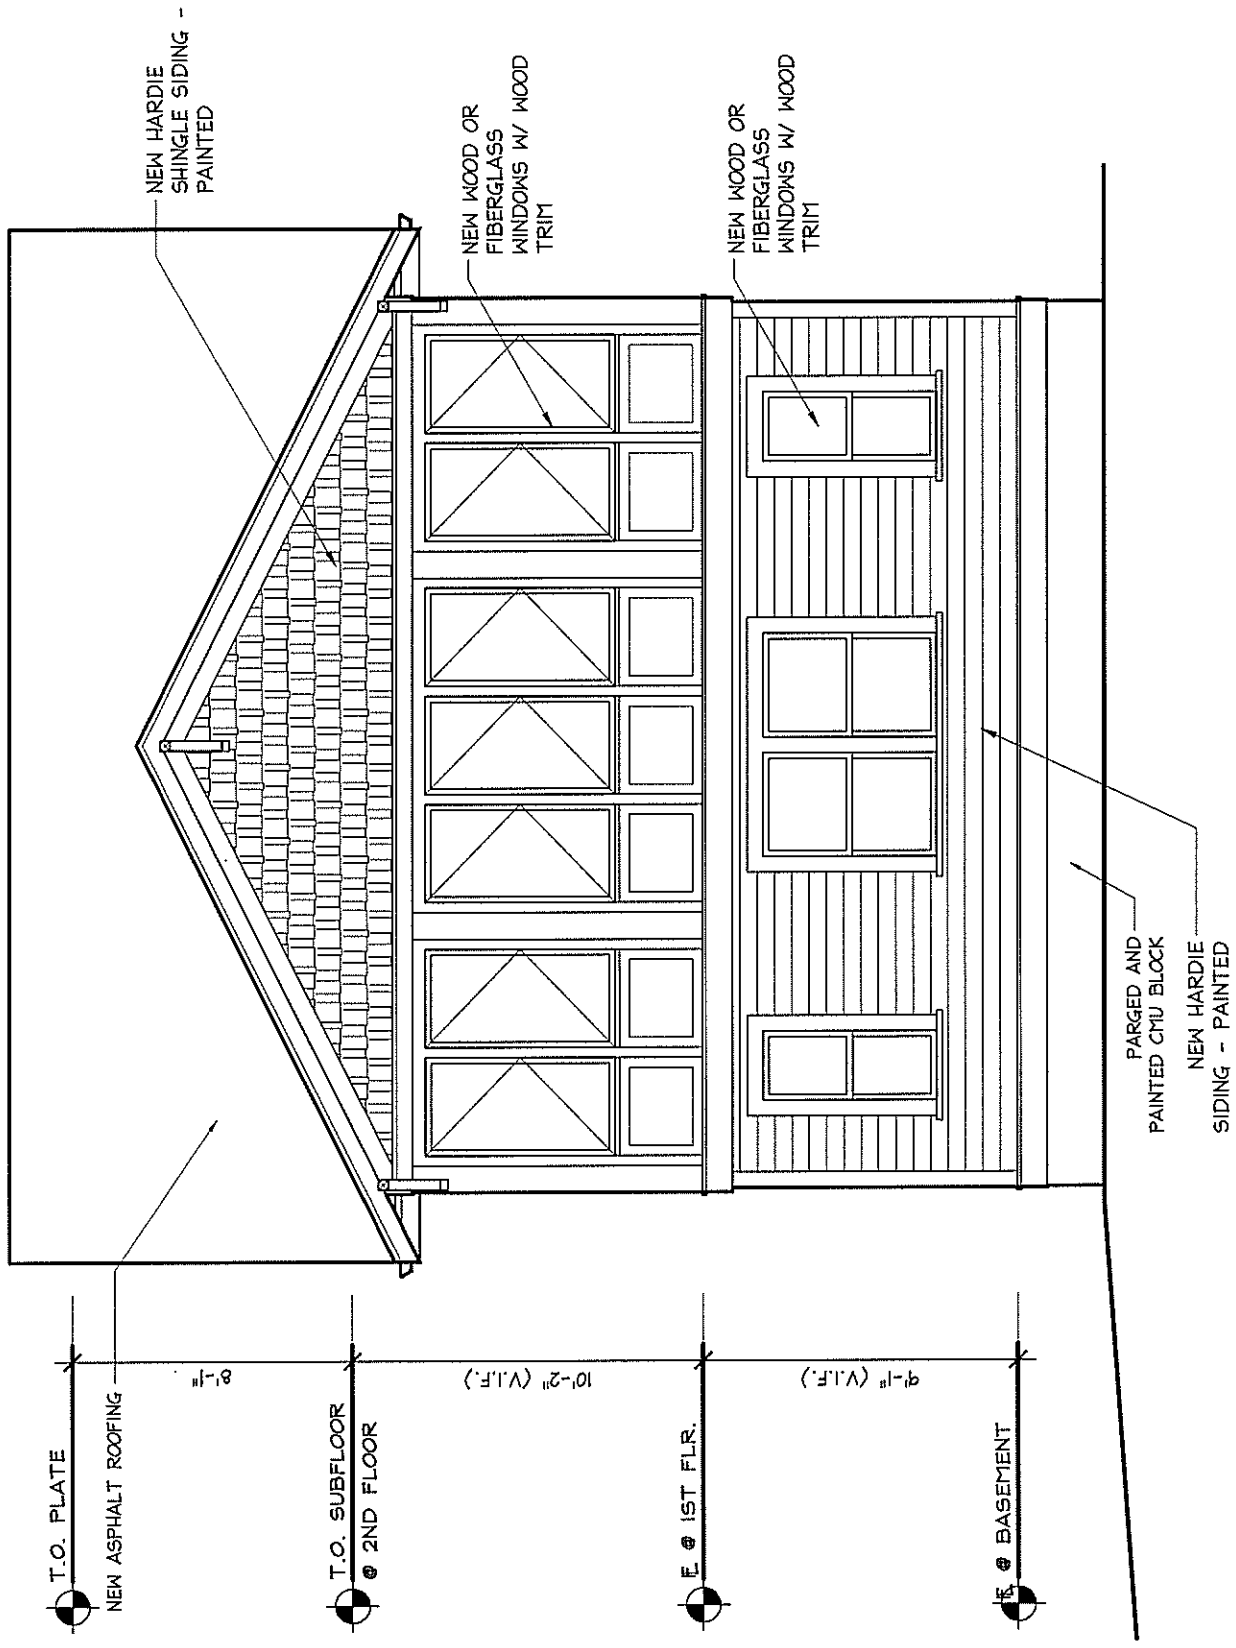 T.O. PLATE
NEW ASPHALT ROOFING
8'-1"
T.O. SUBFLOOR
@ 2ND FLOOR
10'-2" (V.I.F.)
@ 1ST FLR.
9'-1" (V.I.F.)
@ BASEMENT
NEW HARDIE
SHINGLE SIDING -
PAINTED
NEW WOOD OR
FIBERGLASS
WINDOWS W/ WOOD
TRIM
NEW WOOD OR
FIBERGLASS
WINDOWS W/ WOOD
TRIM
PARGED AND
PAINTED CMU BLOCK
NEW HARDIE
SIDING - PAINTED